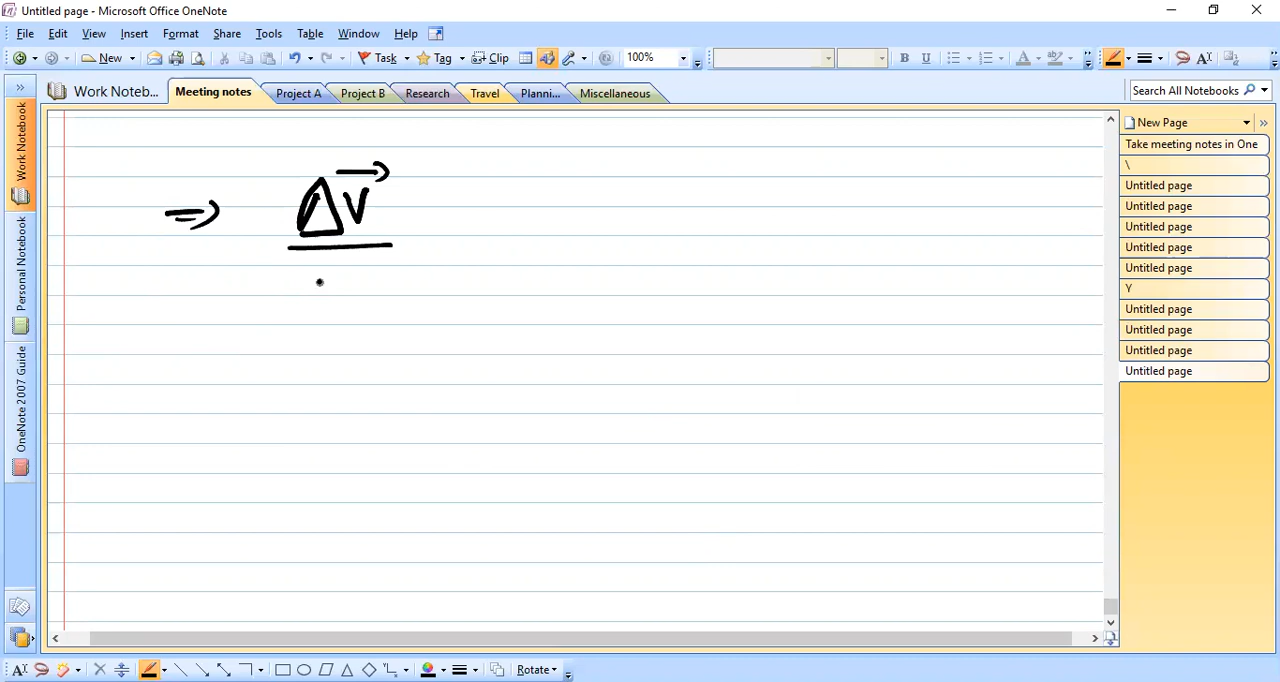 Untitled page - Microsoft Office OneNote
File Edit View Insert Format Share Tools Table Window Help
New Task Tag Clip 100% B U A
Work Noteb... Meeting notes Project A Project B Research Travel Planni... Miscellaneous Search All Notebooks
Work Notebook
Personal Notebook
OneNote 2007 Guide
New Page
Take meeting notes in One
\
Untitled page
Untitled page
Untitled page
Untitled page
Untitled page
Y
Untitled page
Untitled page
Untitled page
Untitled page
⇒ ΔV⃗
Rotate